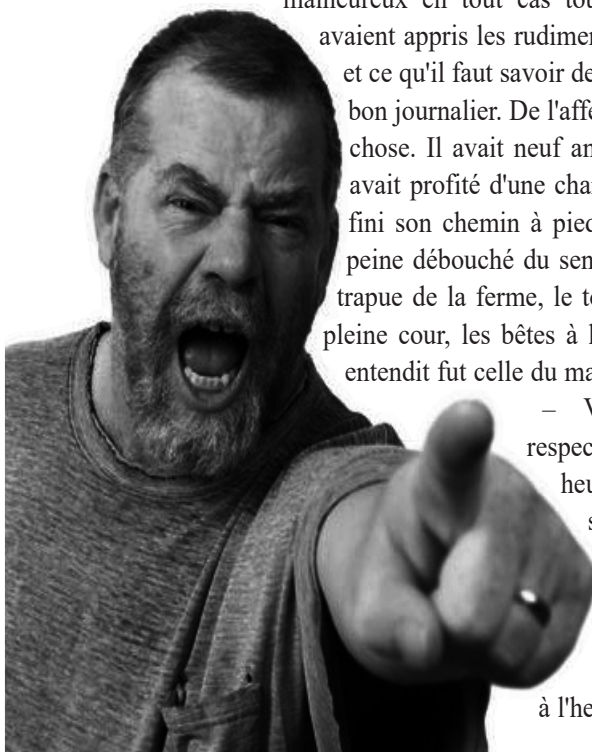 malheureux en tout cas tou
avaient appris les rudimen
et ce qu'il faut savoir de
bon journalier. De l'affe
chose. Il avait neuf an
avait profité d'une cha
fini son chemin à pied
peine débouché du sen
trapue de la ferme, le to
pleine cour, les bêtes à l
entendit fut celle du ma
– V
respec
heu
s
à l'he